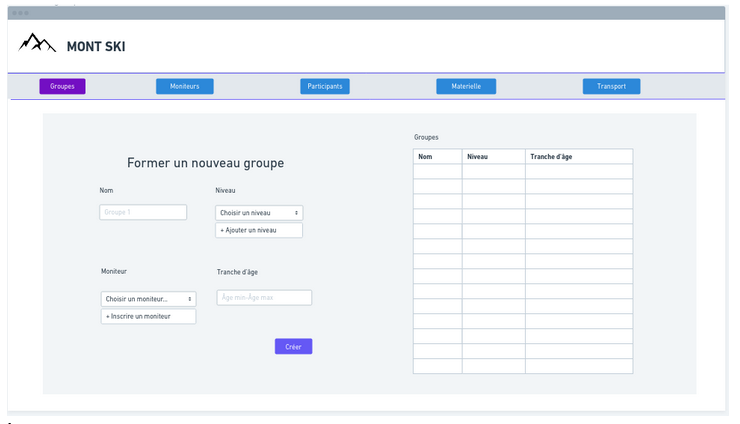 MONT SKI
Groupes
Moniteurs
Participants
Materielle
Transport
Former un nouveau groupe
Nom
Niveau
Groupe 1
Choisir un niveau
+ Ajouter un niveau
Moniteur
Tranche d'âge
Choisir un moniteur...
Âge min-Âge max
+ Inscrire un moniteur
Créer
Groupes
Nom Niveau Tranche d'âge